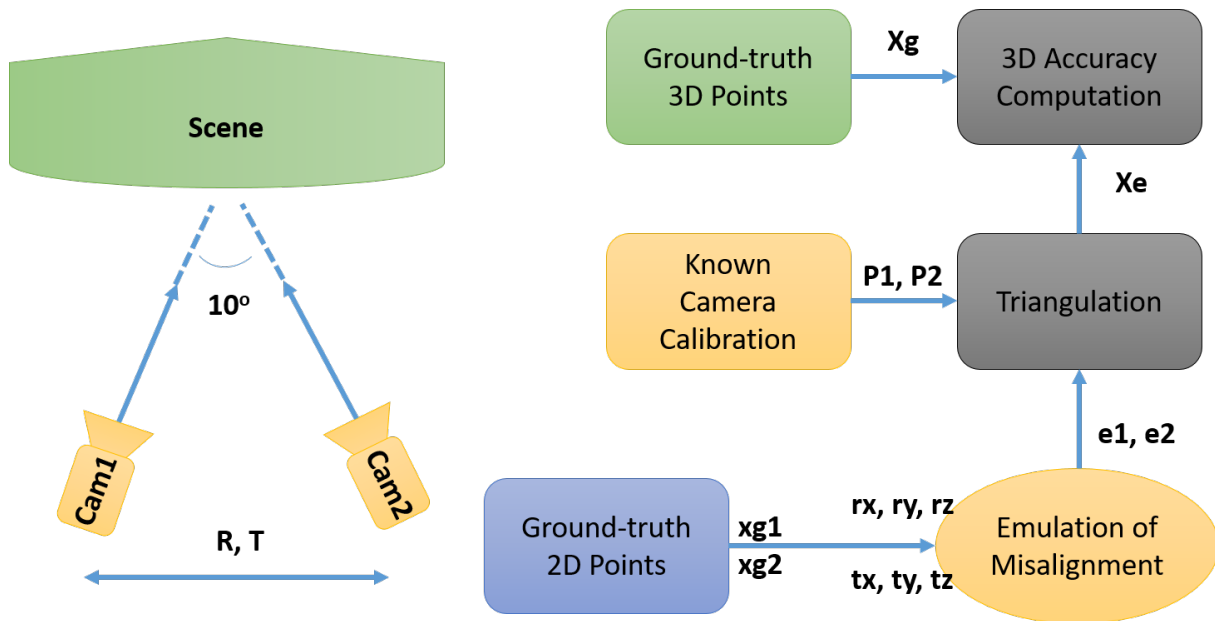 Scene
10º
Cam1
Cam2
R, T
Ground-truth
3D Points
Xg
3D Accuracy
Computation
Xe
Known
Camera
Calibration
P1, P2
Triangulation
e1, e2
Ground-truth
2D Points
xg1
xg2
rx, ry, rz
tx, ty, tz
Emulation of
Misalignment